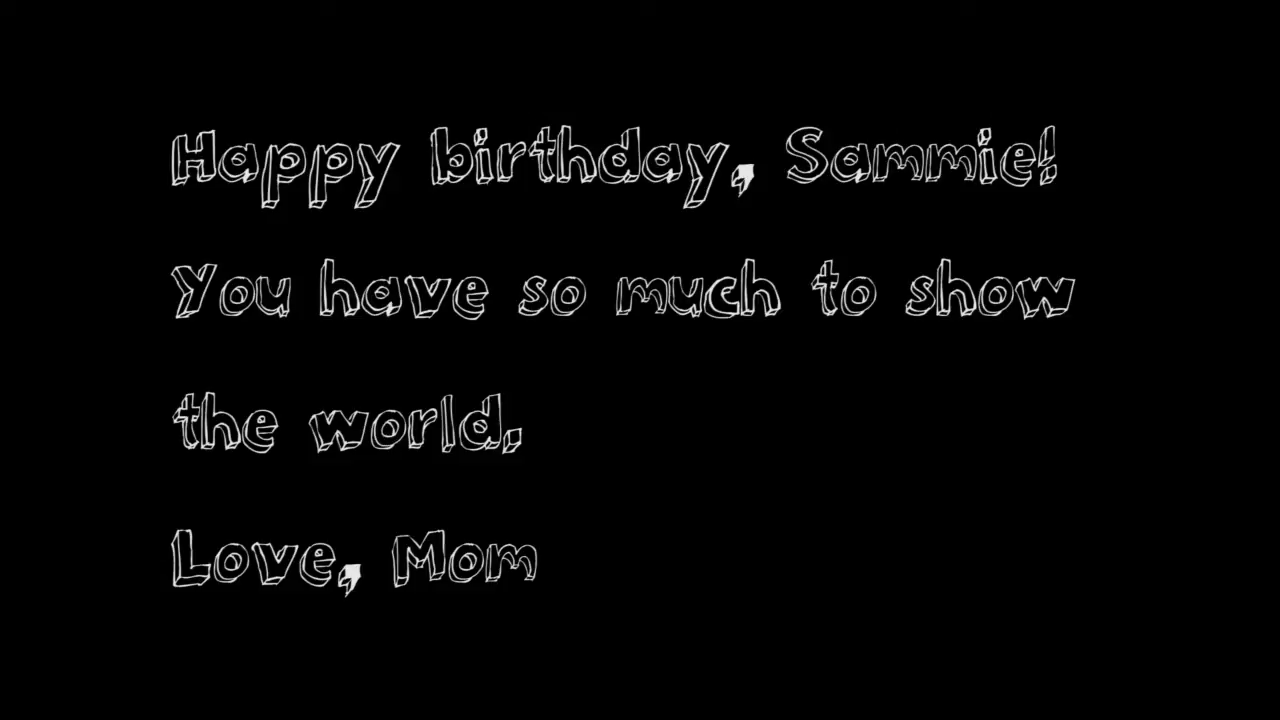 Happy birthday, Sammie!
You have so much to show
the world.
Love, Mom